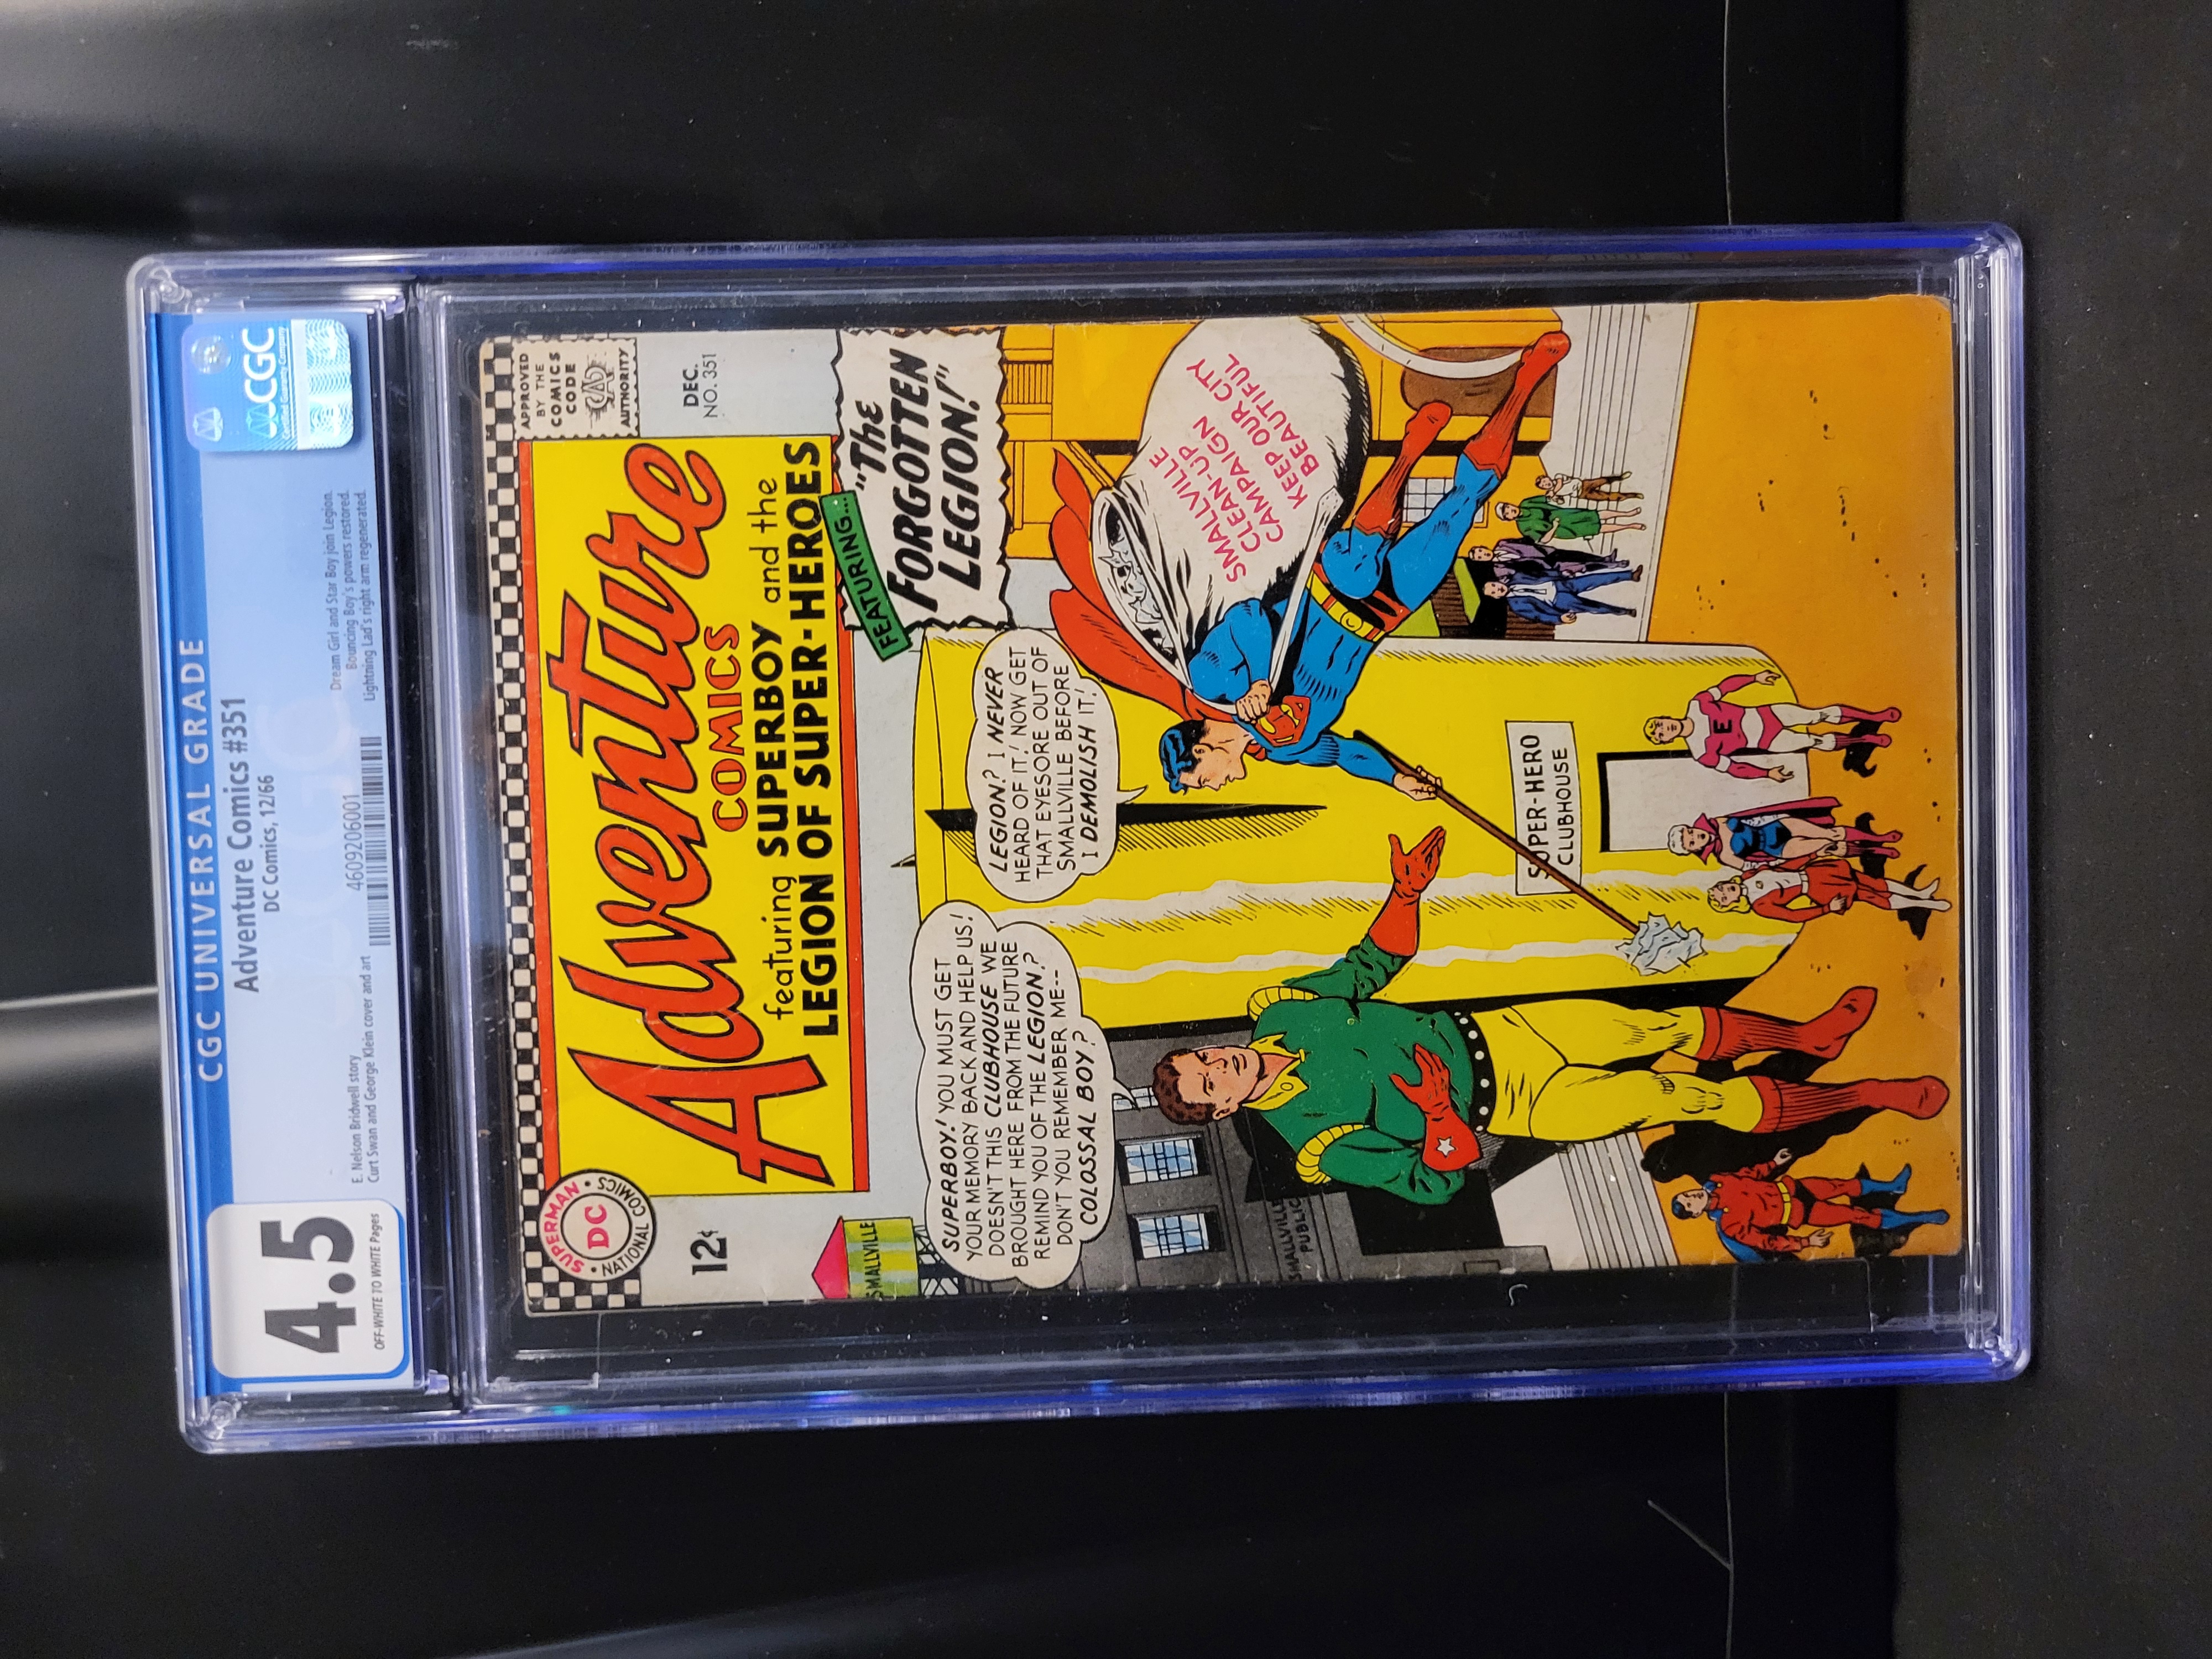 CGC UNIVERSAL GRADE
4.5
OFF-WHITE TO WHITE Pages
Adventure Comics #351
DC Comics, 12/66
E. Nelson Bridwell story
Curt Swan and George Klein cover and art
4609206001
Dream Girl and Star Boy join Legion.
Bouncing Boy's powers restored.
Lightning Lad's right arm regenerated.
CGC
SUPERMAN
DC
NATIONAL COMICS
12¢
APPROVED
BY THE
COMICS
CODE
AUTHORITY
DEC.
NO. 351
Adventure
COMICS
featuring SUPERBOY and the
LEGION OF SUPER-HEROES
FEATURING...
"The
FORGOTTEN
LEGION!"
SMALLVILLE
SUPERBOY! YOU MUST GET
YOUR MEMORY BACK AND HELP US!
DOESN'T THIS CLUBHOUSE WE
BROUGHT HERE FROM THE FUTURE
REMIND YOU OF THE LEGION?
DON'T YOU REMEMBER ME--
COLOSSAL BOY?
LEGION? I NEVER
HEARD OF IT! NOW GET
THAT EYESORE OUT OF
SMALLVILLE BEFORE
I DEMOLISH IT!
SMALLVILLE
CLEAN-UP
CAMPAIGN
KEEP OUR CITY
BEAUTIFUL
SMALLVILLE
PUBLIC
SUPER-HERO
CLUBHOUSE
E